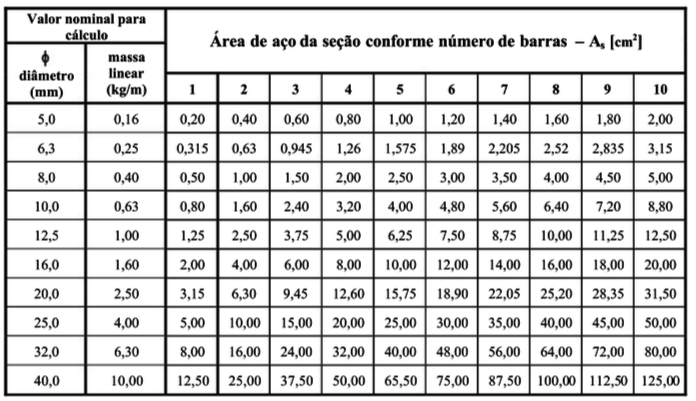 Valor nominal para cálculo
Área de aço da seção conforme número de barras – As [cm²]
ϕ diâmetro (mm) massa linear (kg/m) 1 2 3 4 5 6 7 8 9 10
5,0 0,16 0,20 0,40 0,60 0,80 1,00 1,20 1,40 1,60 1,80 2,00
6,3 0,25 0,315 0,63 0,945 1,26 1,575 1,89 2,205 2,52 2,835 3,15
8,0 0,40 0,50 1,00 1,50 2,00 2,50 3,00 3,50 4,00 4,50 5,00
10,0 0,63 0,80 1,60 2,40 3,20 4,00 4,80 5,60 6,40 7,20 8,80
12,5 1,00 1,25 2,50 3,75 5,00 6,25 7,50 8,75 10,00 11,25 12,50
16,0 1,60 2,00 4,00 6,00 8,00 10,00 12,00 14,00 16,00 18,00 20,00
20,0 2,50 3,15 6,30 9,45 12,60 15,75 18,90 22,05 25,20 28,35 31,50
25,0 4,00 5,00 10,00 15,00 20,00 25,00 30,00 35,00 40,00 45,00 50,00
32,0 6,30 8,00 16,00 24,00 32,00 40,00 48,00 56,00 64,00 72,00 80,00
40,0 10,00 12,50 25,00 37,50 50,00 65,50 75,00 87,50 100,00 112,50 125,00